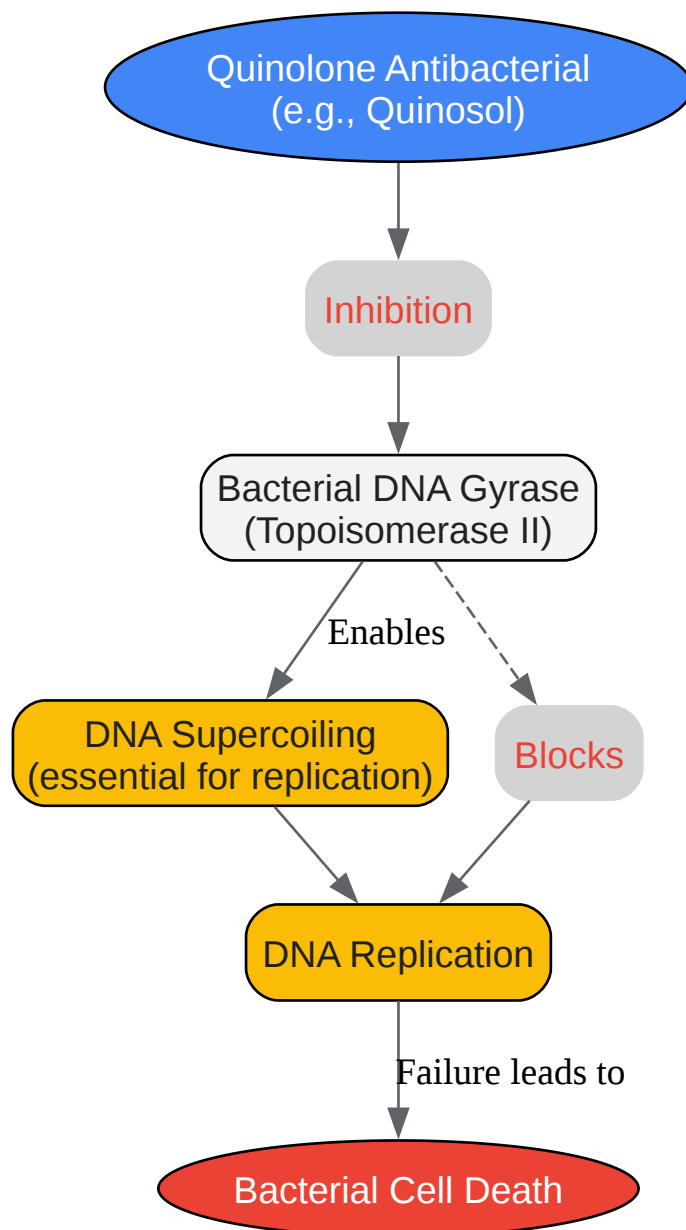 Quinolone Antibacterial
(e.g., Quinosol)
Inhibition
Bacterial DNA Gyrase
(Topoisomerase II)
Enables
DNA Supercoiling
(essential for replication)
Blocks
DNA Replication
Failure leads to
Bacterial Cell Death